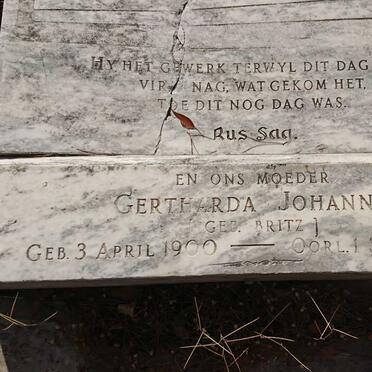 HY HET GEWERK TERWYL DIT DAG
VIR NAG, WAT GEKOM HET,
TOE DIT NOG DAG WAS.
Rus Sag.
EN ONS MOEDER
GERTHARDA JOHANN
[GEB. BRITZ]
GEB. 3 APRIL 1900 — OORL. 1